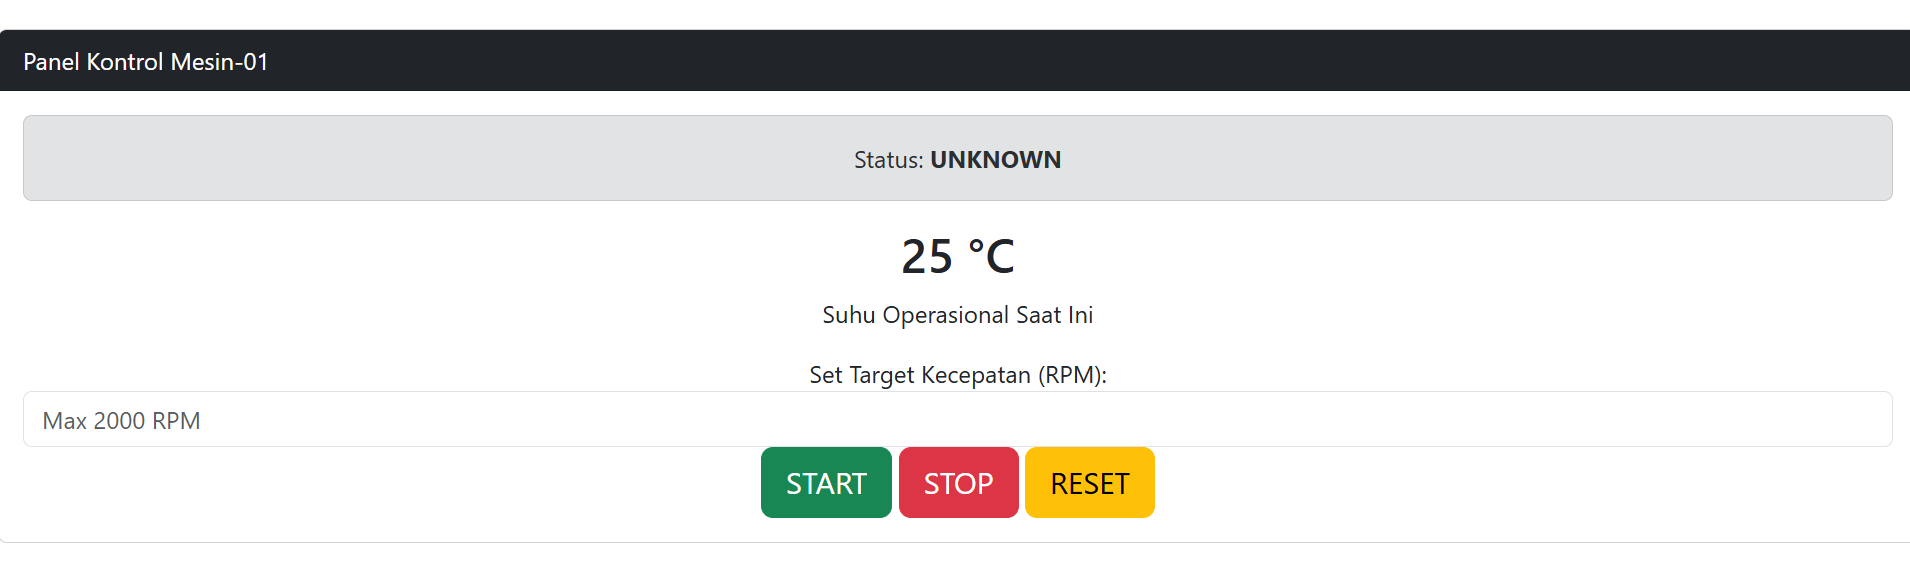 Panel Kontrol Mesin-01
Status: UNKNOWN
25 °C
Suhu Operasional Saat Ini
Set Target Kecepatan (RPM):
Max 2000 RPM
START STOP RESET